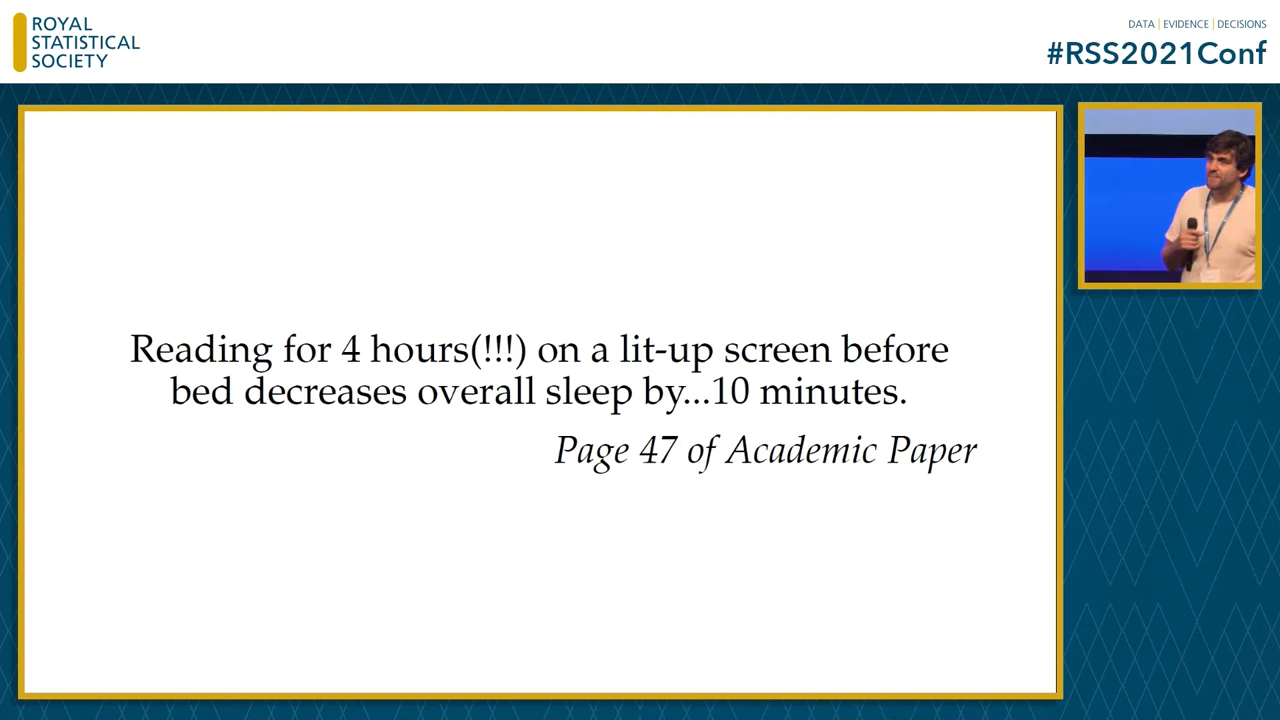 ROYAL
STATISTICAL
SOCIETY
DATA | EVIDENCE | DECISIONS
#RSS2021Conf
Reading for 4 hours(!!!) on a lit-up screen before
bed decreases overall sleep by...10 minutes.
Page 47 of Academic Paper